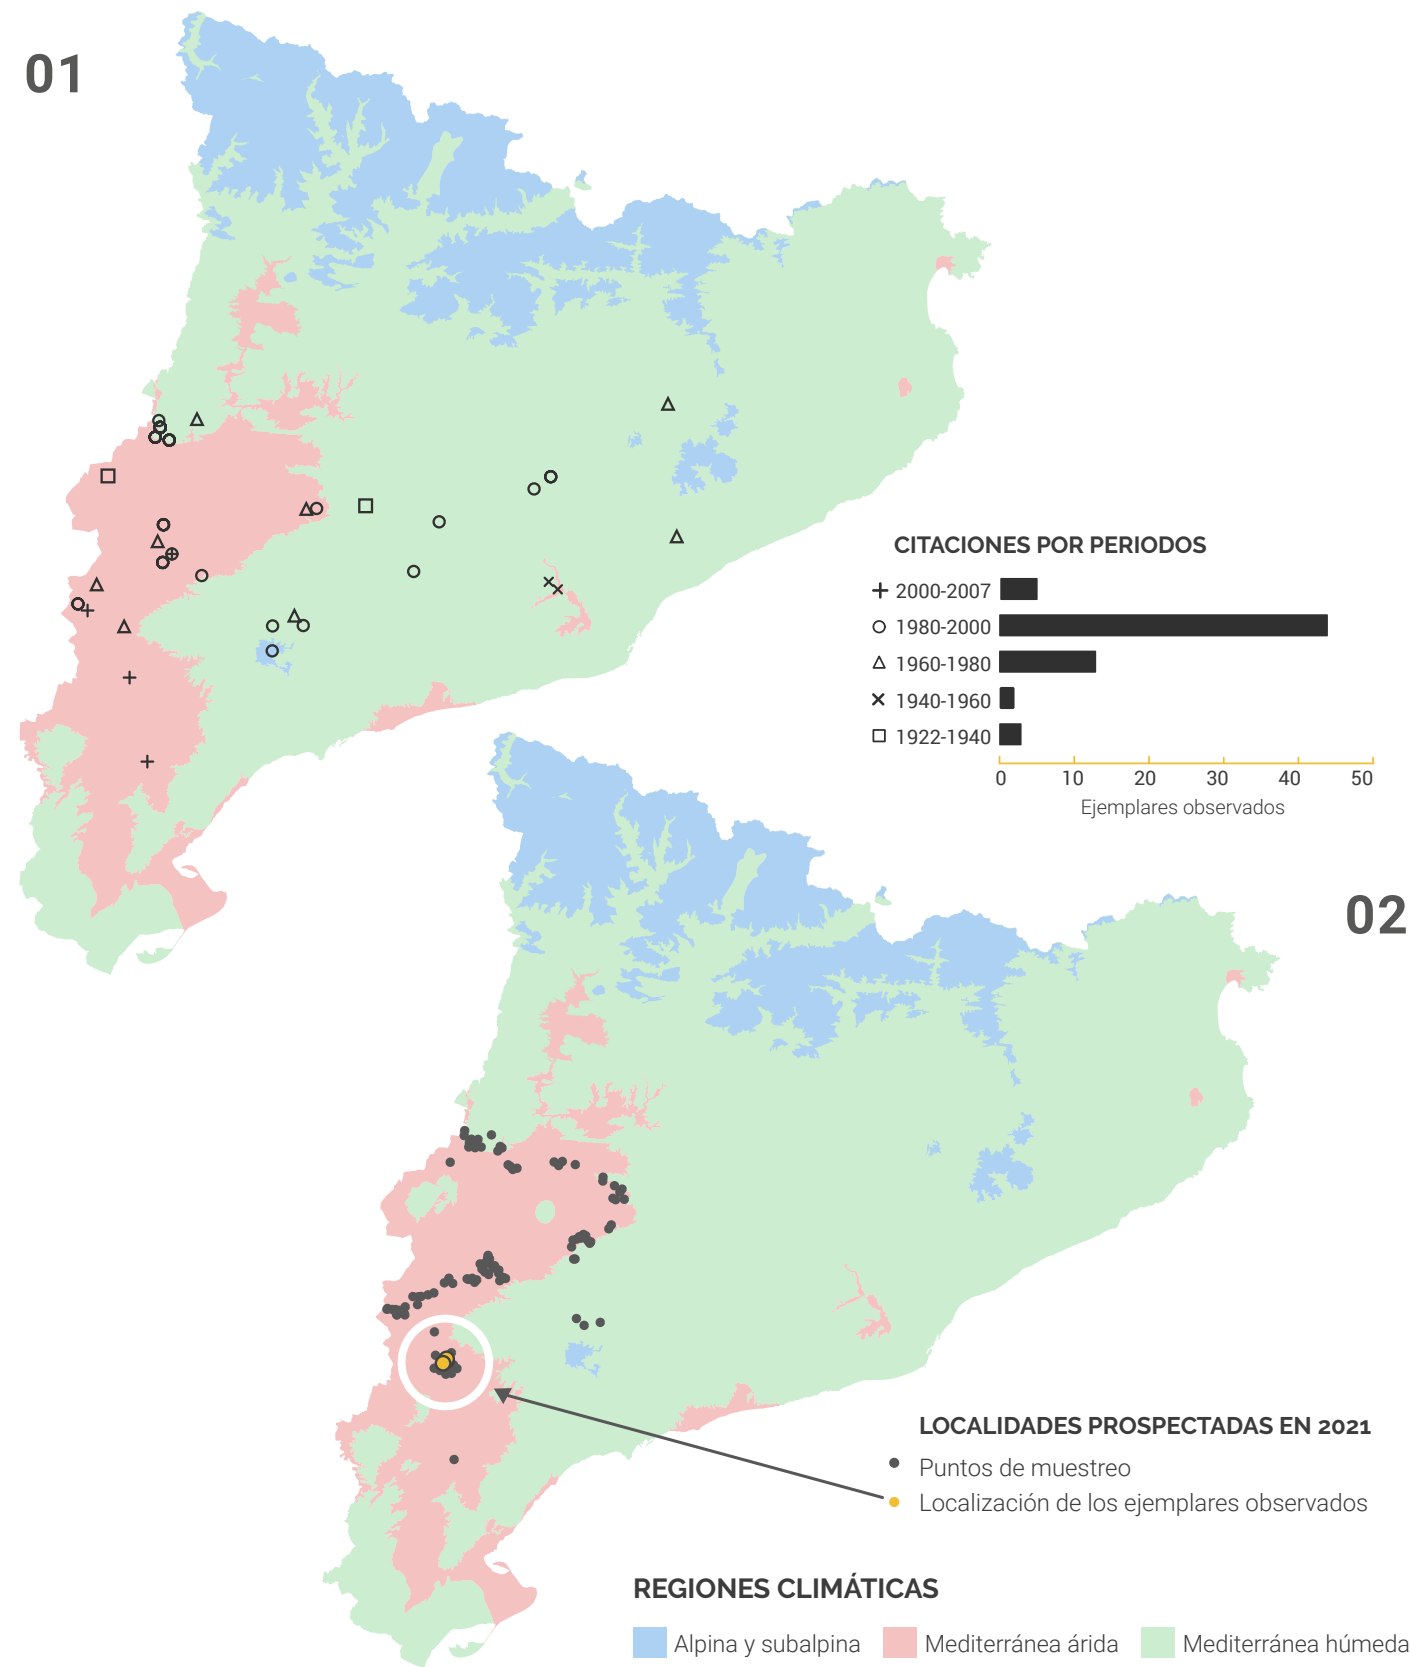 01
CITACIONES POR PERIODOS
2000-2007
1980-2000
1960-1980
1940-1960
1922-1940
0 10 20 30 40 50
Ejemplares observados
02
LOCALIDADES PROSPECTADAS EN 2021
Puntos de muestreo
Localización de los ejemplares observados
REGIONES CLIMÁTICAS
Alpina y subalpina Mediterránea árida Mediterránea húmeda